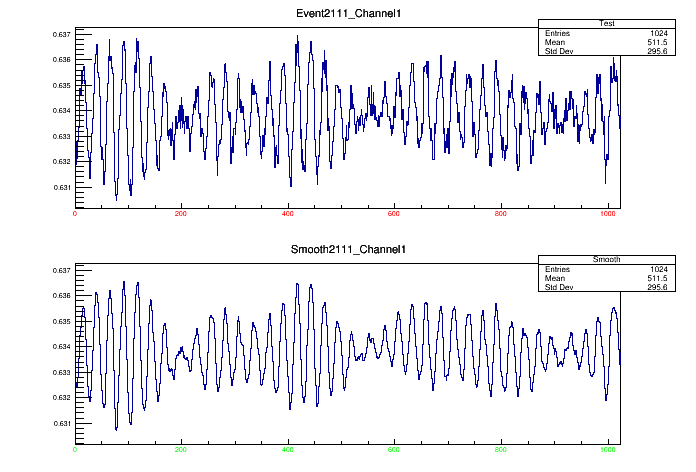 Event2111_Channel1
Test
Entries 1024
Mean 511.5
Std Dev 295.6
0.637
0.636
0.635
0.634
0.633
0.632
0.631
0 200 400 600 800 1000
Smooth2111_Channel1
Smooth
Entries 1024
Mean 511.5
Std Dev 295.6
0.637
0.636
0.635
0.634
0.633
0.632
0.631
0 200 400 600 800 1000